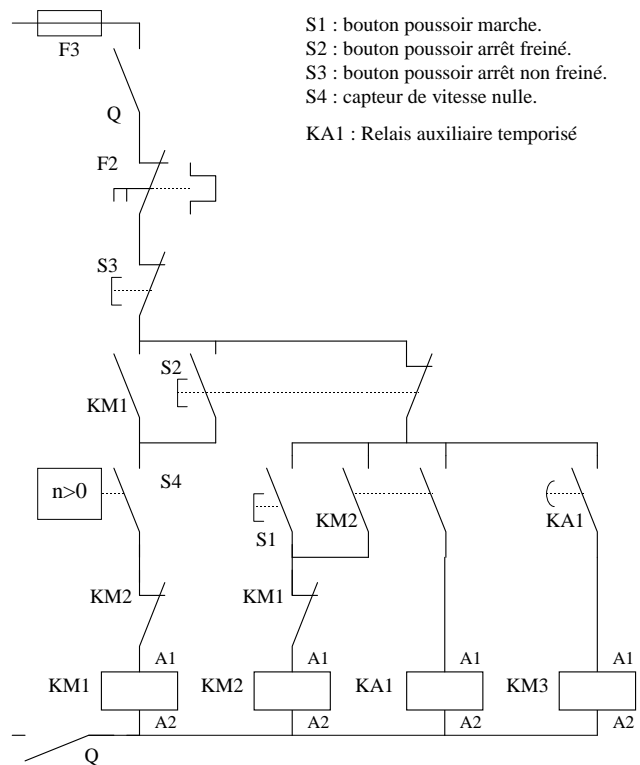 S1 : bouton poussoir marche.
S2 : bouton poussoir arrêt freiné.
S3 : bouton poussoir arrêt non freiné.
S4 : capteur de vitesse nulle.
KA1 : Relais auxiliaire temporisé
F3
Q
F2
S3
S2
KM1
n>0
S4
KM2
KA1
S1
KM2
KM1
A1
A1
A1
A1
KM1
KM2
KA1
KM3
A2
A2
A2
A2
Q